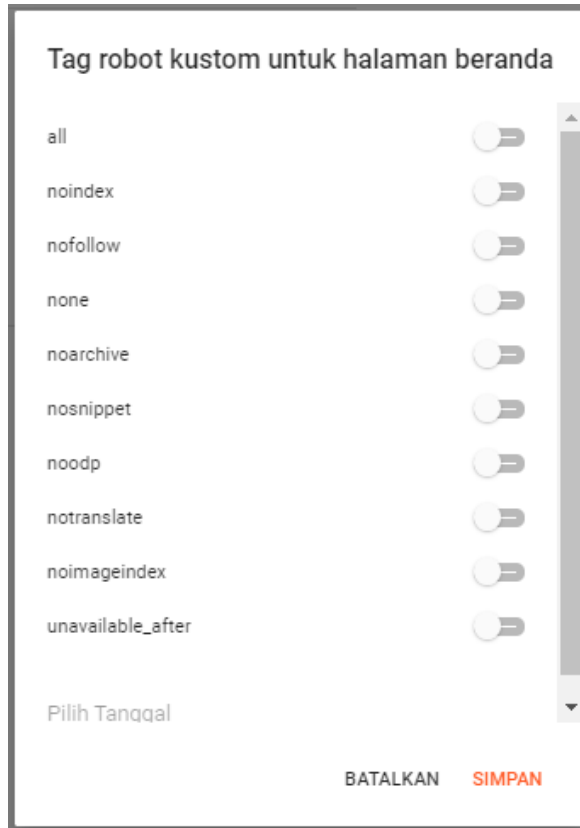 Tag robot kustom untuk halaman beranda
all
noindex
nofollow
none
noarchive
nosnippet
noodp
notranslate
noimageindex
unavailable_after
Pilih Tanggal
BATALKAN SIMPAN